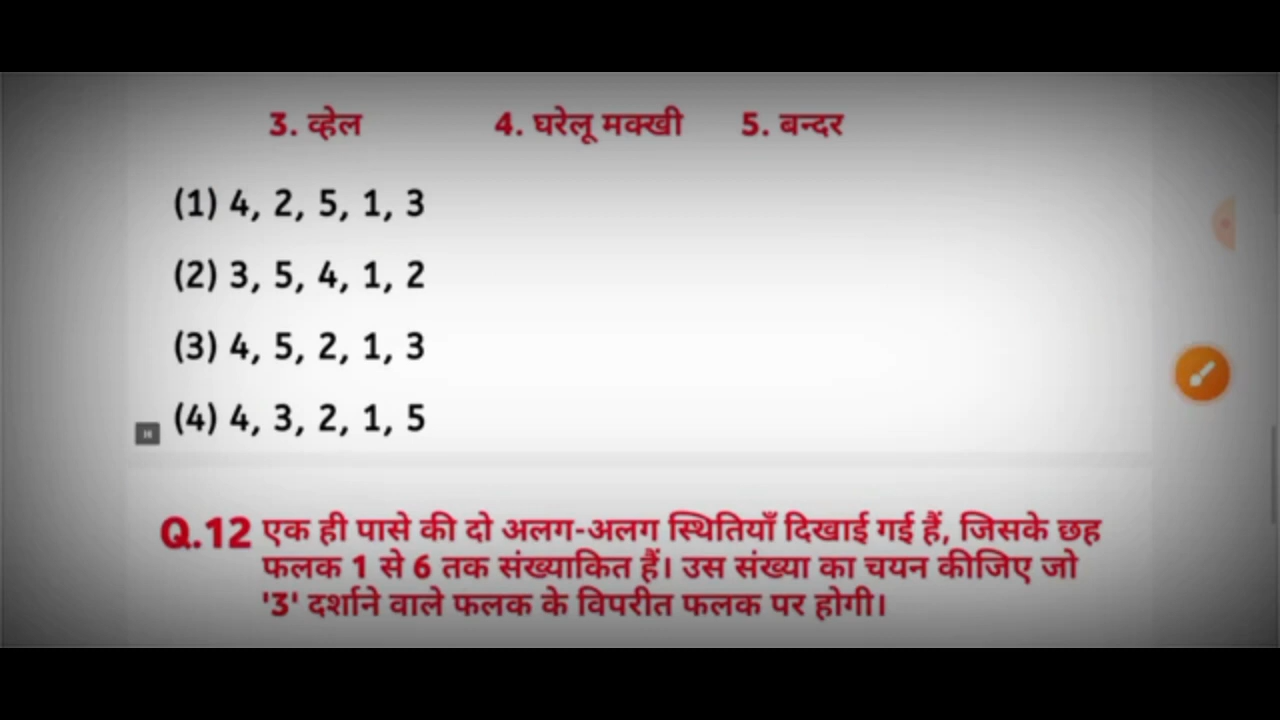 3. व्हेल 4. घरेलू मक्खी 5. बन्दर
(1) 4, 2, 5, 1, 3
(2) 3, 5, 4, 1, 2
(3) 4, 5, 2, 1, 3
(4) 4, 3, 2, 1, 5
Q.12 एक ही पासे की दो अलग-अलग स्थितियाँ दिखाई गई हैं, जिसके छह
फलक 1 से 6 तक संख्याकित हैं। उस संख्या का चयन कीजिए जो
'3' दर्शाने वाले फलक के विपरीत फलक पर होगी।